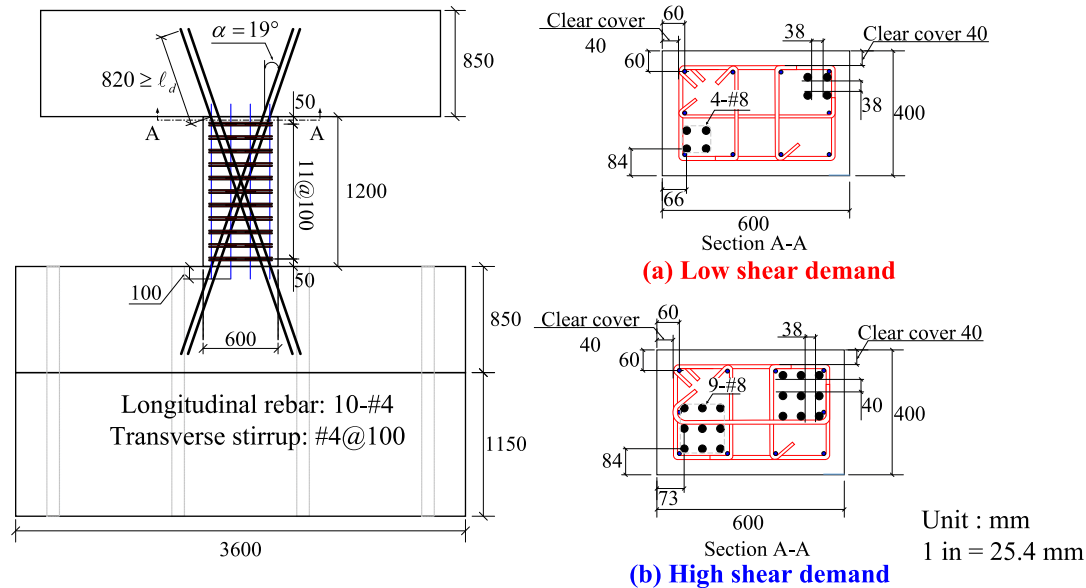 α = 19°
820 ≥ ℓd
850
50
A
A
11@100
1200
100
50
600
850
Longitudinal rebar: 10-#4
Transverse stirrup: #4@100
1150
3600
60
Clear cover
40
38
Clear cover 40
60
4-#8
38
400
84
66
600
Section A-A
(a) Low shear demand
60
Clear cover
40
38
Clear cover 40
60
9-#8
40
400
84
73
600
Section A-A
(b) High shear demand
Unit : mm
1 in = 25.4 mm